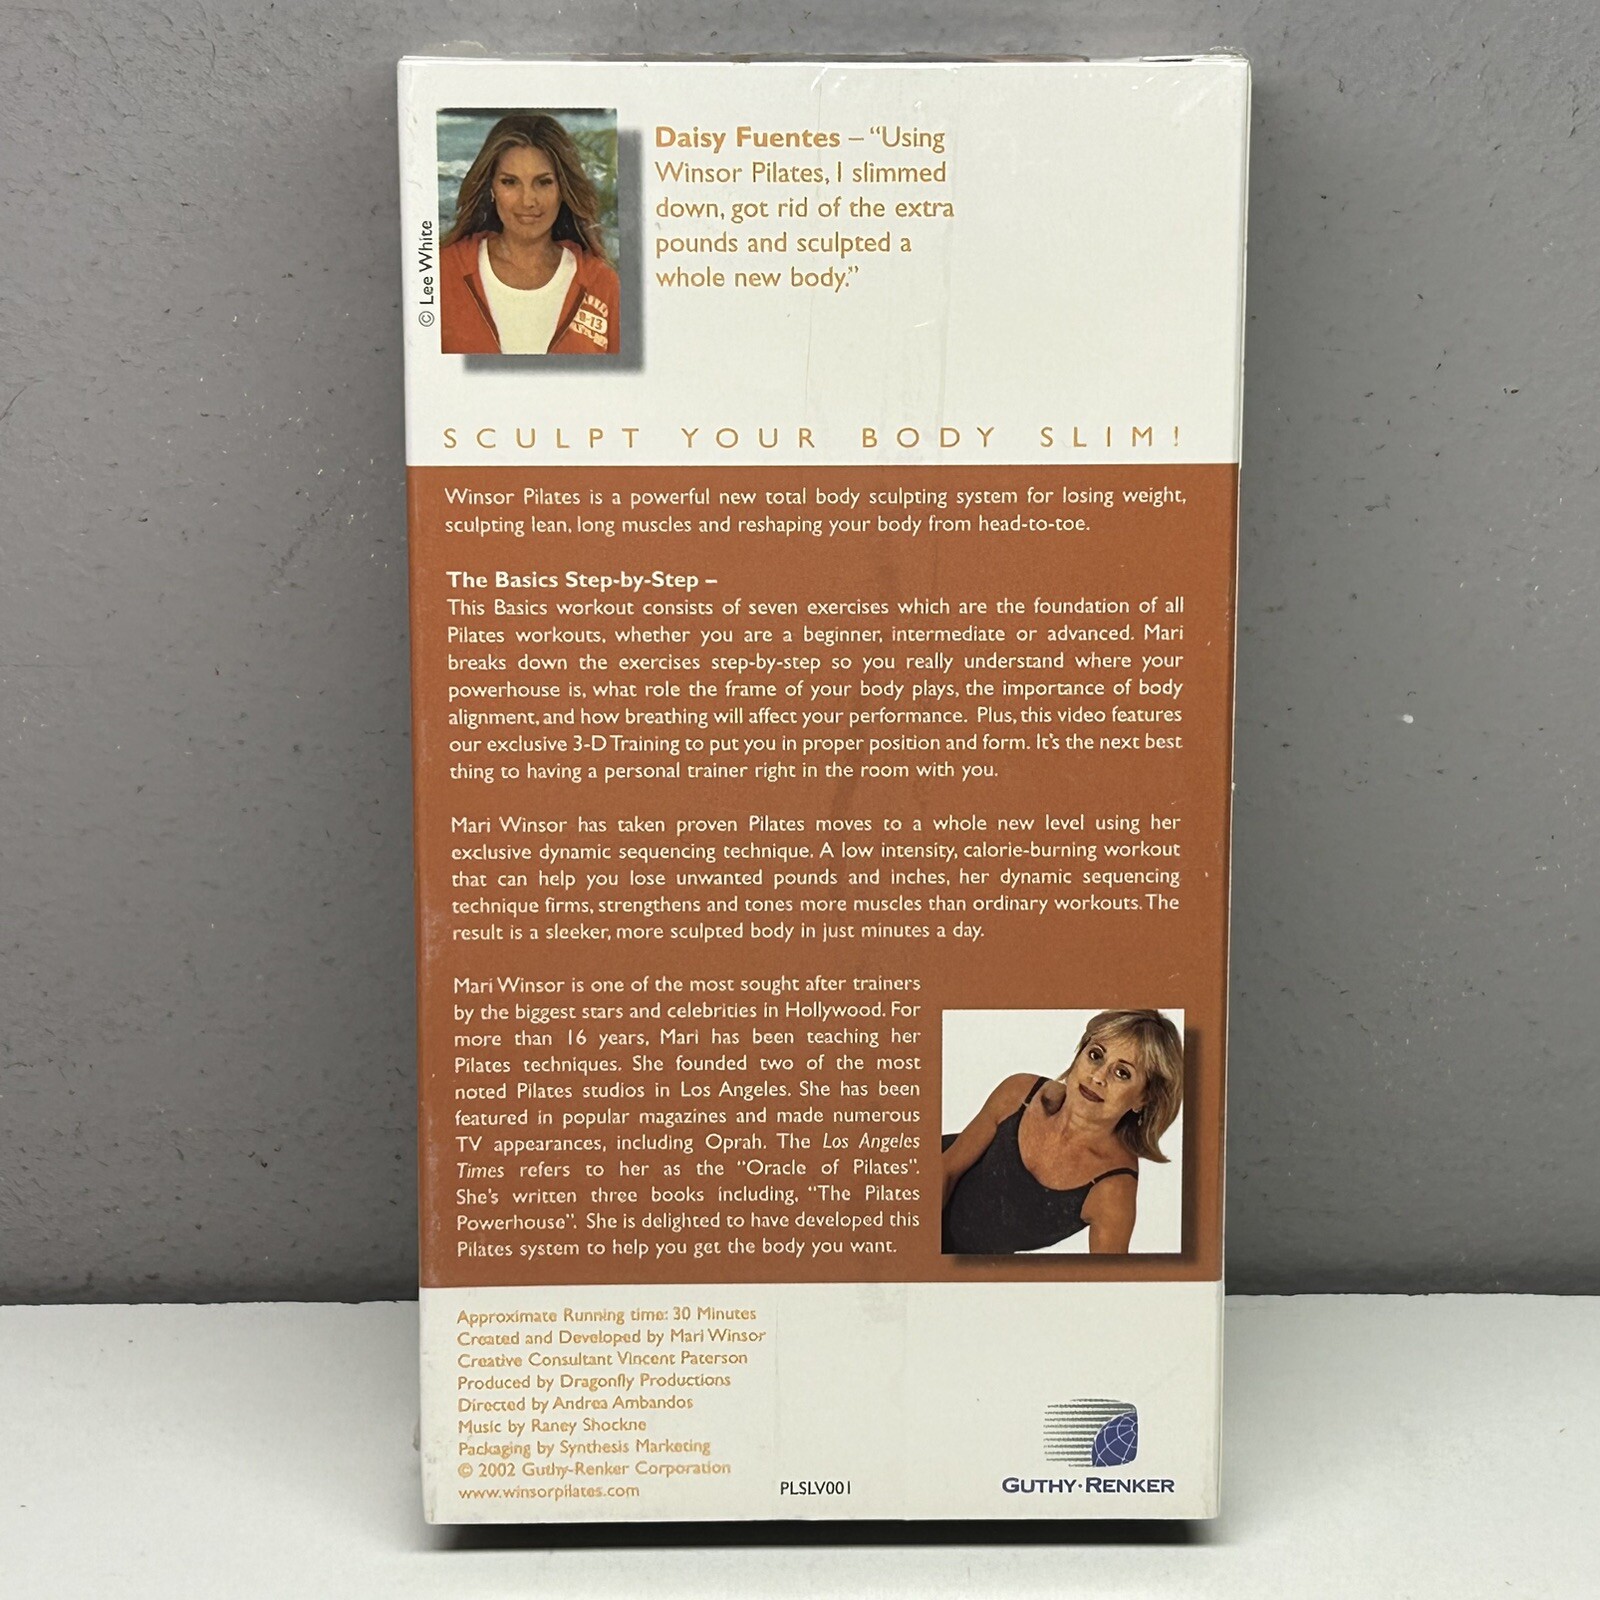 © Lee White
Daisy Fuentes – “Using
Winsor Pilates, I slimmed
down, got rid of the extra
pounds and sculpted a
whole new body.”
SCULPT YOUR BODY SLIM!
Winsor Pilates is a powerful new total body sculpting system for losing weight,
sculpting lean, long muscles and reshaping your body from head-to-toe.
The Basics Step-by-Step –
This Basics workout consists of seven exercises which are the foundation of all
Pilates workouts, whether you are a beginner, intermediate or advanced. Mari
breaks down the exercises step-by-step so you really understand where your
powerhouse is, what role the frame of your body plays, the importance of body
alignment, and how breathing will affect your performance. Plus, this video features
our exclusive 3-D Training to put you in proper position and form. It’s the next best
thing to having a personal trainer right in the room with you.
Mari Winsor has taken proven Pilates moves to a whole new level using her
exclusive dynamic sequencing technique. A low intensity, calorie-burning workout
that can help you lose unwanted pounds and inches, her dynamic sequencing
technique firms, strengthens and tones more muscles than ordinary workouts. The
result is a sleeker, more sculpted body in just minutes a day.
Mari Winsor is one of the most sought after trainers
by the biggest stars and celebrities in Hollywood. For
more than 16 years, Mari has been teaching her
Pilates techniques. She founded two of the most
noted Pilates studios in Los Angeles. She has been
featured in popular magazines and made numerous
TV appearances, including Oprah. The Los Angeles
Times refers to her as the “Oracle of Pilates”.
She’s written three books including, “The Pilates
Powerhouse”. She is delighted to have developed this
Pilates system to help you get the body you want.
Approximate Running time: 30 Minutes
Created and Developed by Mari Winsor
Creative Consultant Vincent Paterson
Produced by Dragonfly Productions
Directed by Andrea Ambandos
Music by Raney Shockne
Packaging by Synthesis Marketing
© 2002 Guthy-Renker Corporation
www.winsorpilates.com
PLSLV001
GUTHY·RENKER